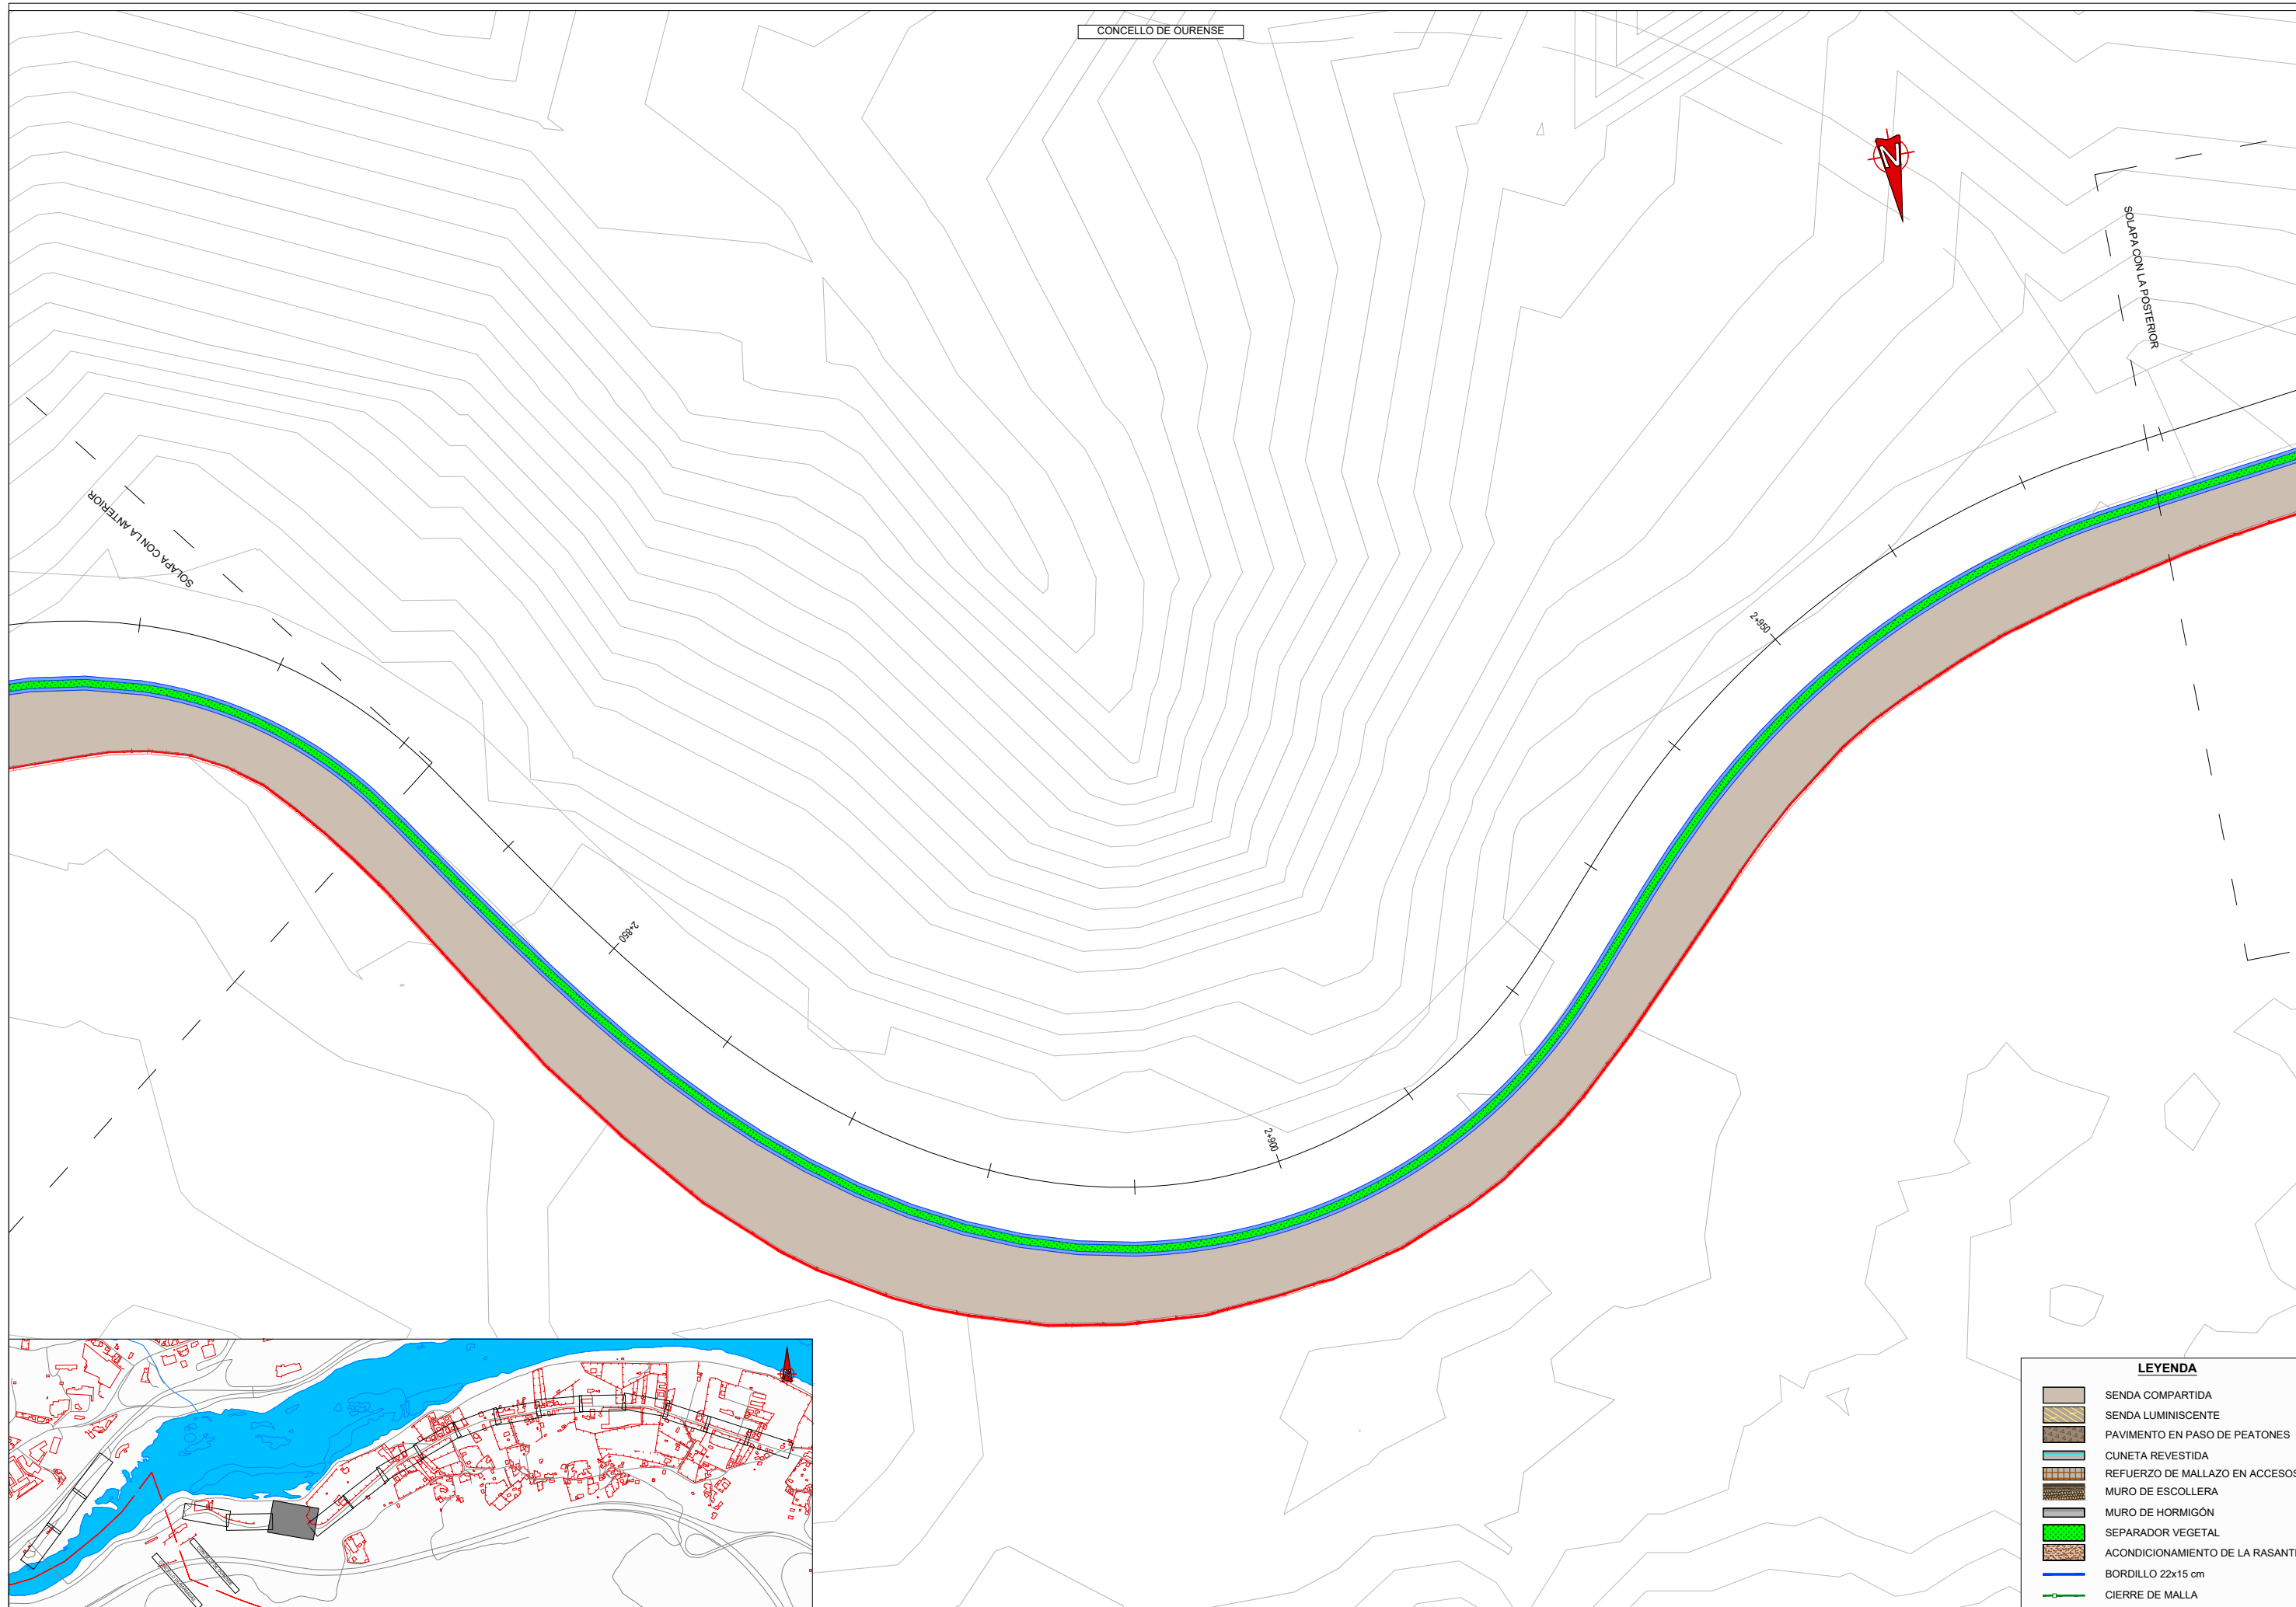 CONCELLO DE OURENSE
N
SOLAPA CON LA POSTERIOR
SOLAPA CON LA ANTERIOR
2+950
2+850
2+900
LEYENDA
SENDA COMPARTIDA
SENDA LUMINISCENTE
PAVIMENTO EN PASO DE PEATONES
CUNETA REVESTIDA
REFUERZO DE MALLAZO EN ACCESOS
MURO DE ESCOLLERA
MURO DE HORMIGÓN
SEPARADOR VEGETAL
ACONDICIONAMIENTO DE LA RASANT
BORDILLO 22x15 cm
CIERRE DE MALLA